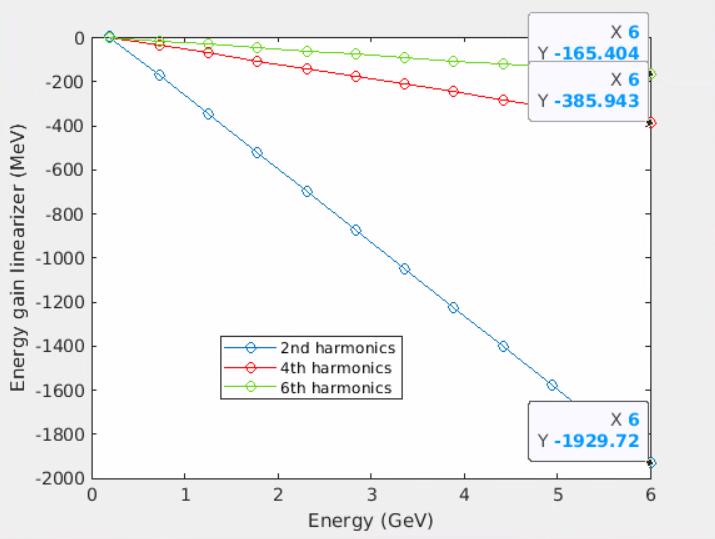 X 6
Y -165.404
X 6
Y -385.943
0
-200
-400
-600
-800
-1000
-1200
-1400
-1600
-1800
-2000
Energy gain linearizer (MeV)
2nd harmonics
4th harmonics
6th harmonics
X 6
Y -1929.72
0 1 2 3 4 5 6
Energy (GeV)